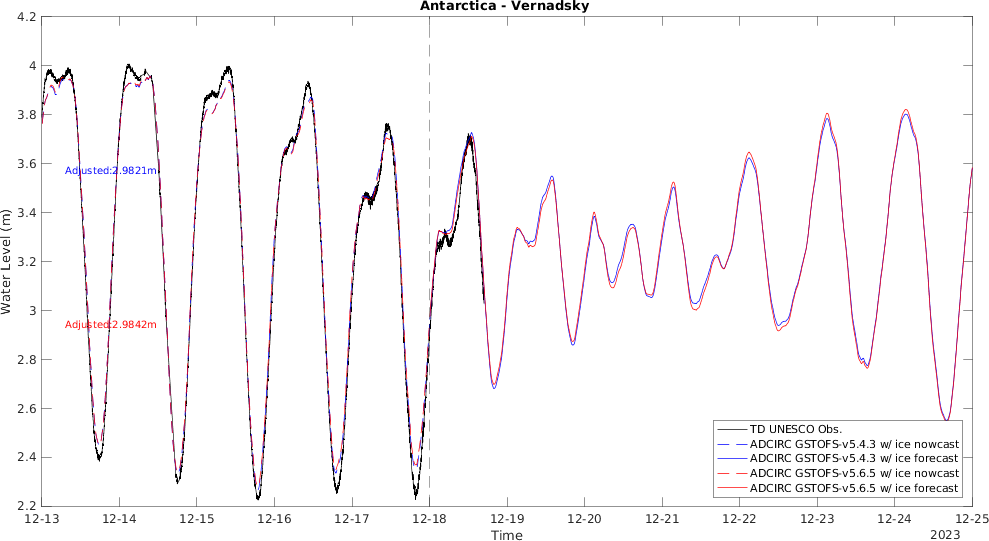 Antarctica - Vernadsky
4.2
4
3.8
3.6
3.4
3.2
3
2.8
2.6
2.4
2.2
Water Level (m)
Adjusted:2.9821m
Adjusted:2.9842m
TD UNESCO Obs.
ADCIRC GSTOFS-v5.4.3 w/ ice nowcast
ADCIRC GSTOFS-v5.4.3 w/ ice forecast
ADCIRC GSTOFS-v5.6.5 w/ ice nowcast
ADCIRC GSTOFS-v5.6.5 w/ ice forecast
12-13 12-14 12-15 12-16 12-17 12-18 12-19 12-20 12-21 12-22 12-23 12-24 12-25
Time
2023